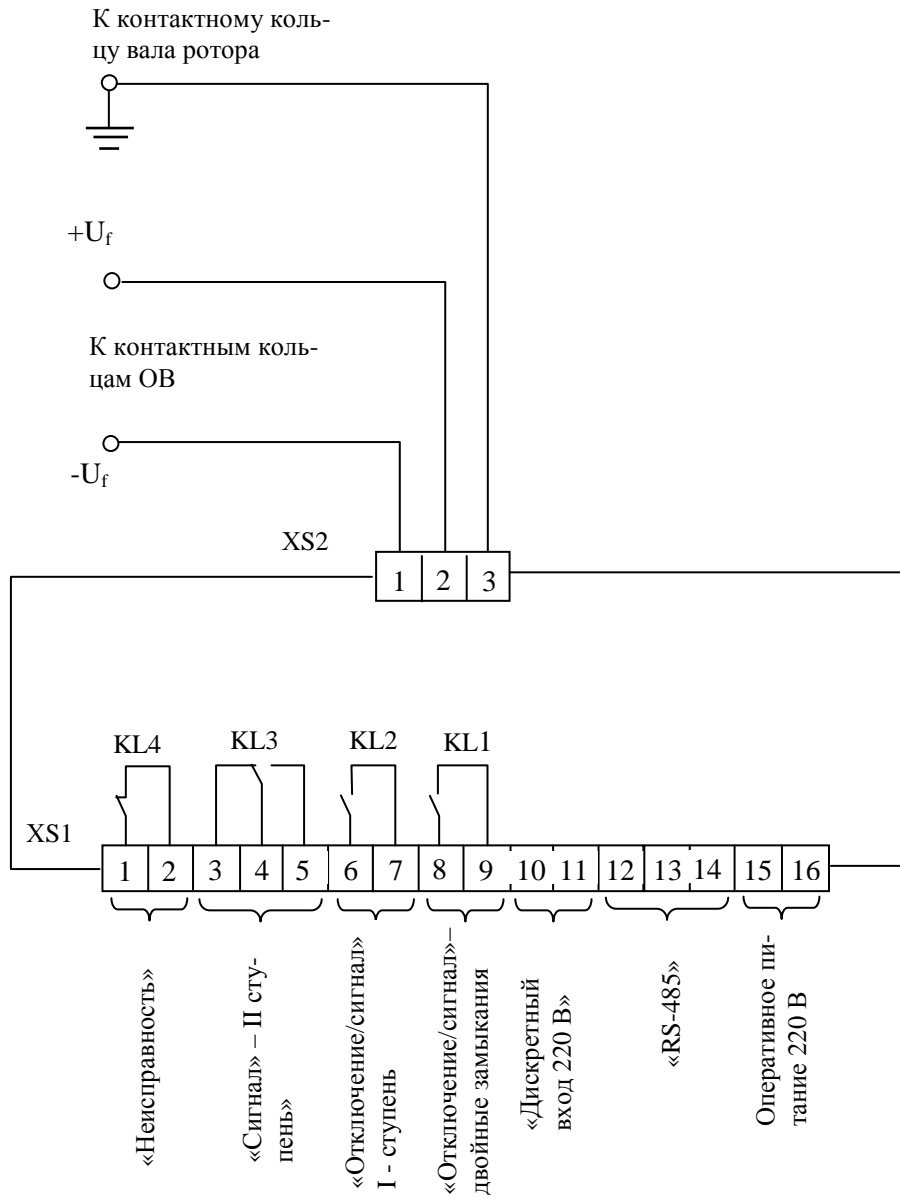 К контактному коль-
цу вала ротора
+Uf
К контактным коль-
цам ОВ
-Uf
XS2
1 2 3
KL4 KL3 KL2 KL1
XS1
1 2 3 4 5 6 7 8 9 10 11 12 13 14 15 16
«Неисправность»
«Сигнал» – II сту-
пень»
«Отключение/сигнал»
I - ступень
«Отключение/сигнал»–
двойные замыкания
«Дискретный
вход 220 В»
«RS-485»
Оперативное пи-
тание 220 В